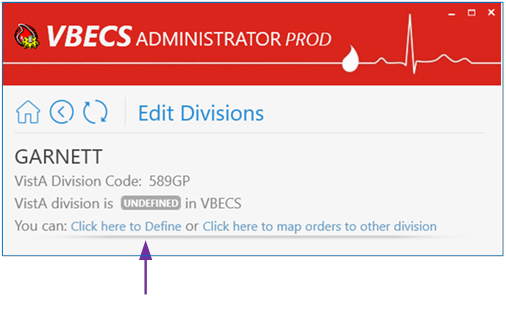 VBECS ADMINISTRATOR PROD
Edit Divisions
GARNETT
VistA Division Code: 589GP
VistA division is UNDEFINED in VBECS
You can: Click here to Define or Click here to map orders to other division